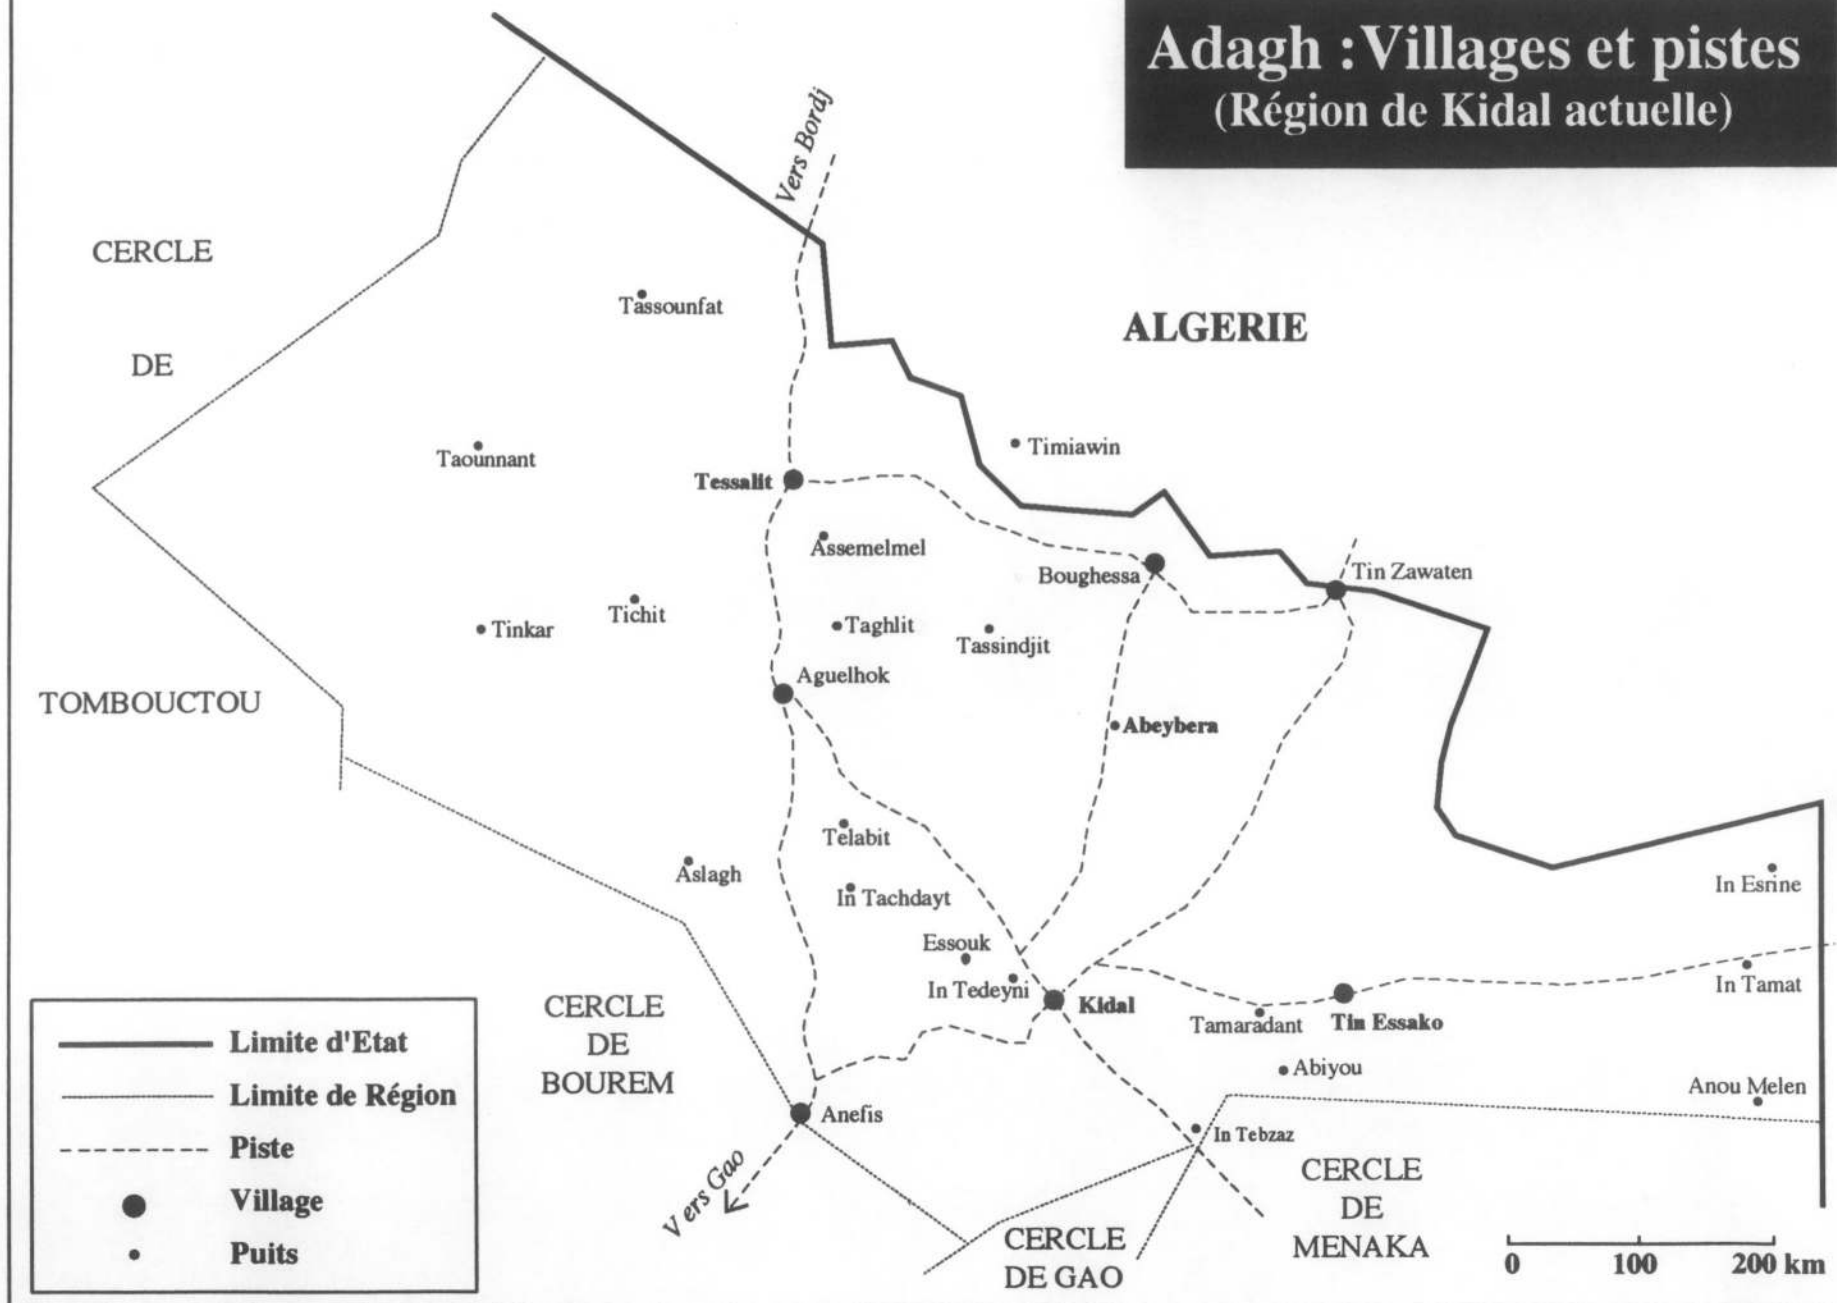 Adagh : Villages et pistes
(Région de Kidal actuelle)
Vers Bordj
CERCLE
DE
TOMBOUCTOU
ALGERIE
Tassounfat
Taounnant
Timiawin
Tessalit
Assemelmel
Boughessa
Tin Zawaten
Tichit
Tinkar
Taghlit
Tassindjit
Aguelhok
Abeybera
Telabit
Aslagh
In Tachdayt
In Esrine
Essouk
In Tedeyni
Kidal
In Tamat
Tamaradant
Tin Essako
Abiyou
Anou Melen
Anefis
In Tebzaz
Vers Gao
CERCLE
DE
BOUREM
CERCLE
DE GAO
CERCLE
DE
MENAKA
Limite d'Etat
Limite de Région
Piste
Village
Puits
0 100 200 km